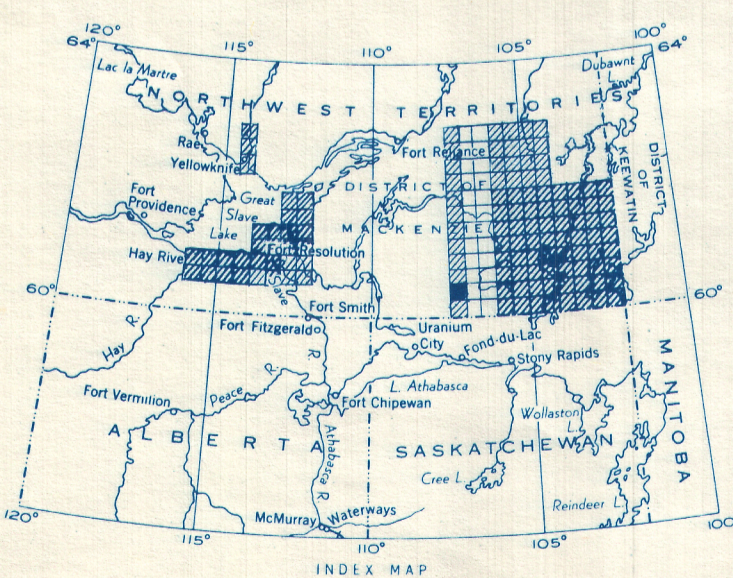 120°
115°
110°
105°
100°
64°
64°
Lac la Martre
Dubawnt
L.
NORTHWEST TERRITORIES
Rae
Yellowknife
Fort Reliance
DISTRICT OF
MACKENZIE
DISTRICT
OF
KEEWATIN
Fort
Providence
Great
Slave
Lake
Hay River
Fort Resolution
Slave
R.
60°
60°
Fort Smith
Fort Fitzgerald
Uranium
City
Fond-du-Lac
Stony Rapids
Hay R.
Fort Vermilion
Peace R.
L. Athabasca
Fort Chipewan
Wollaston
L.
MANITOBA
ALBERTA
SASKATCHEWAN
Athabasca R.
Cree L.
Reindeer L.
McMurray
Waterways
120°
115°
110°
105°
100
INDEX MAP